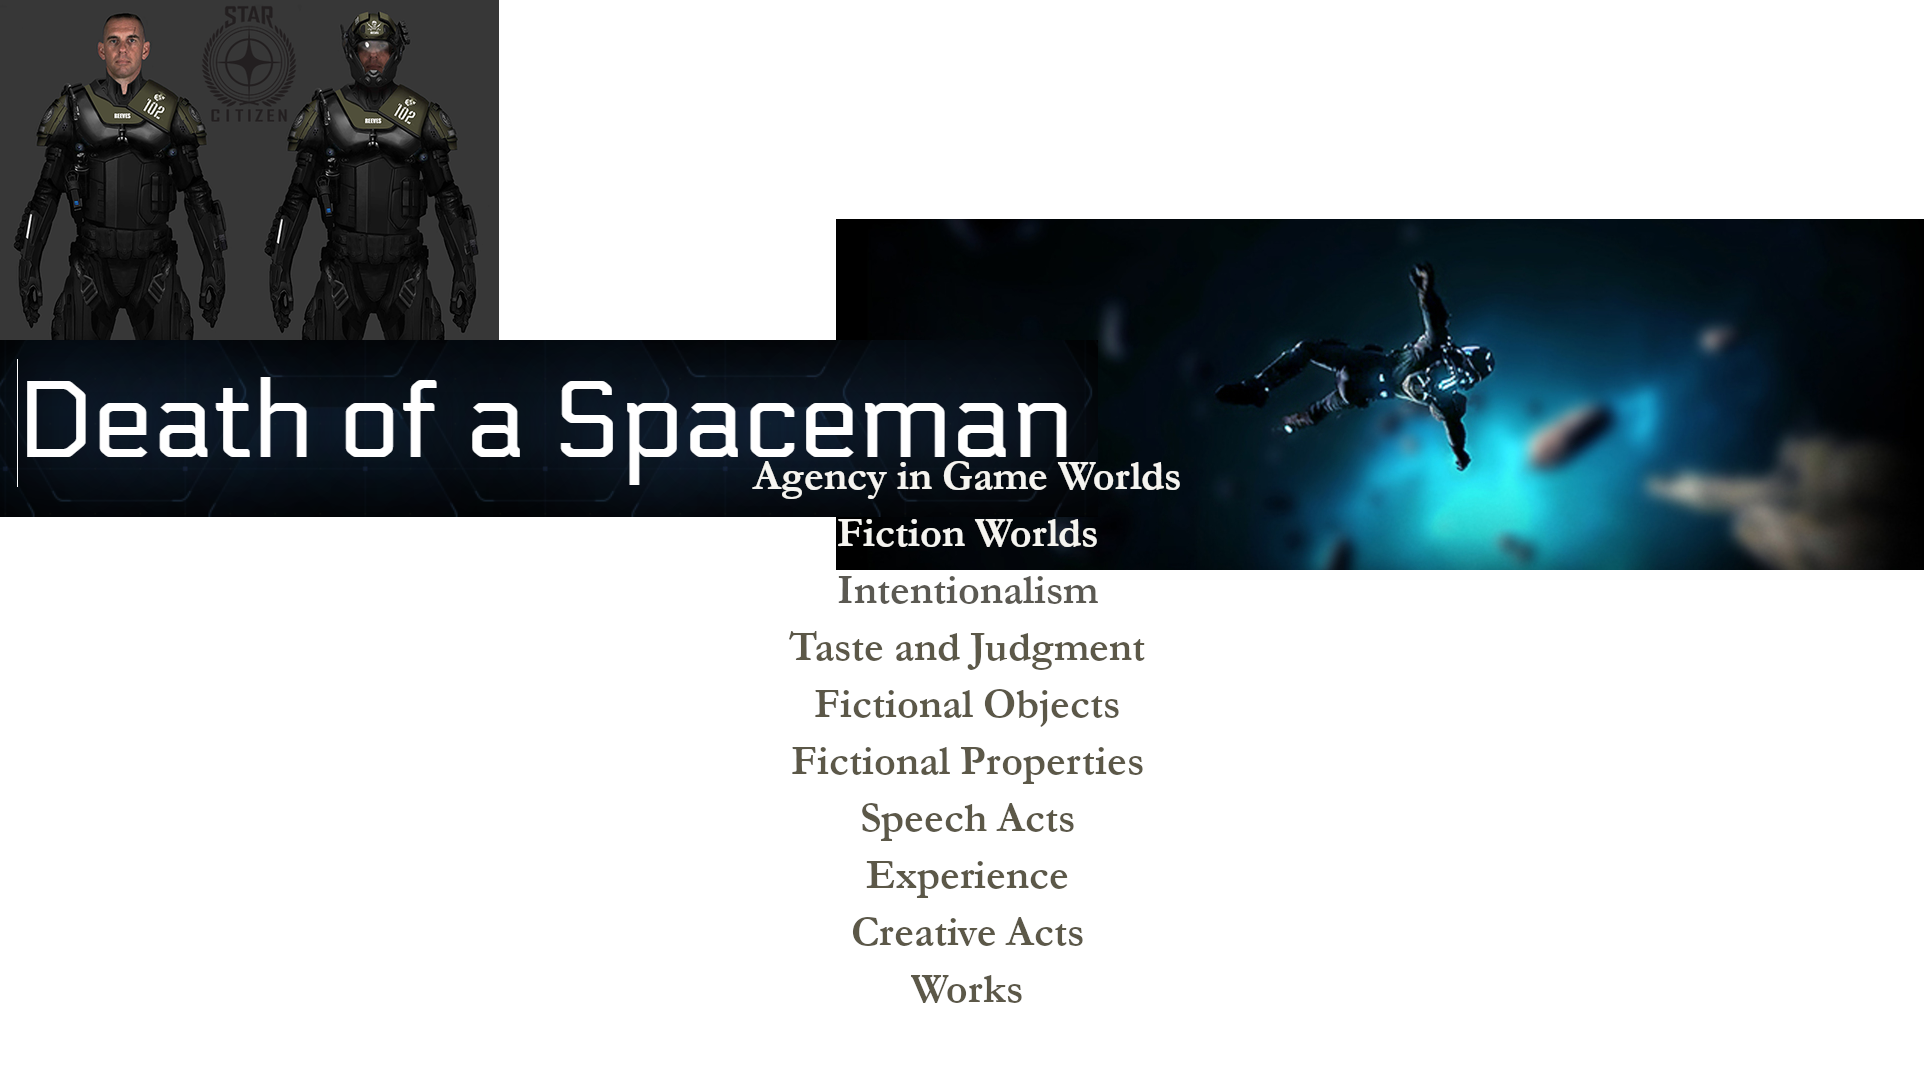 STAR
CITIZEN
102
REEVES
102
REEVES
Death of a Spaceman
Agency in Game Worlds
Fiction Worlds
Intentionalism
Taste and Judgment
Fictional Objects
Fictional Properties
Speech Acts
Experience
Creative Acts
Works